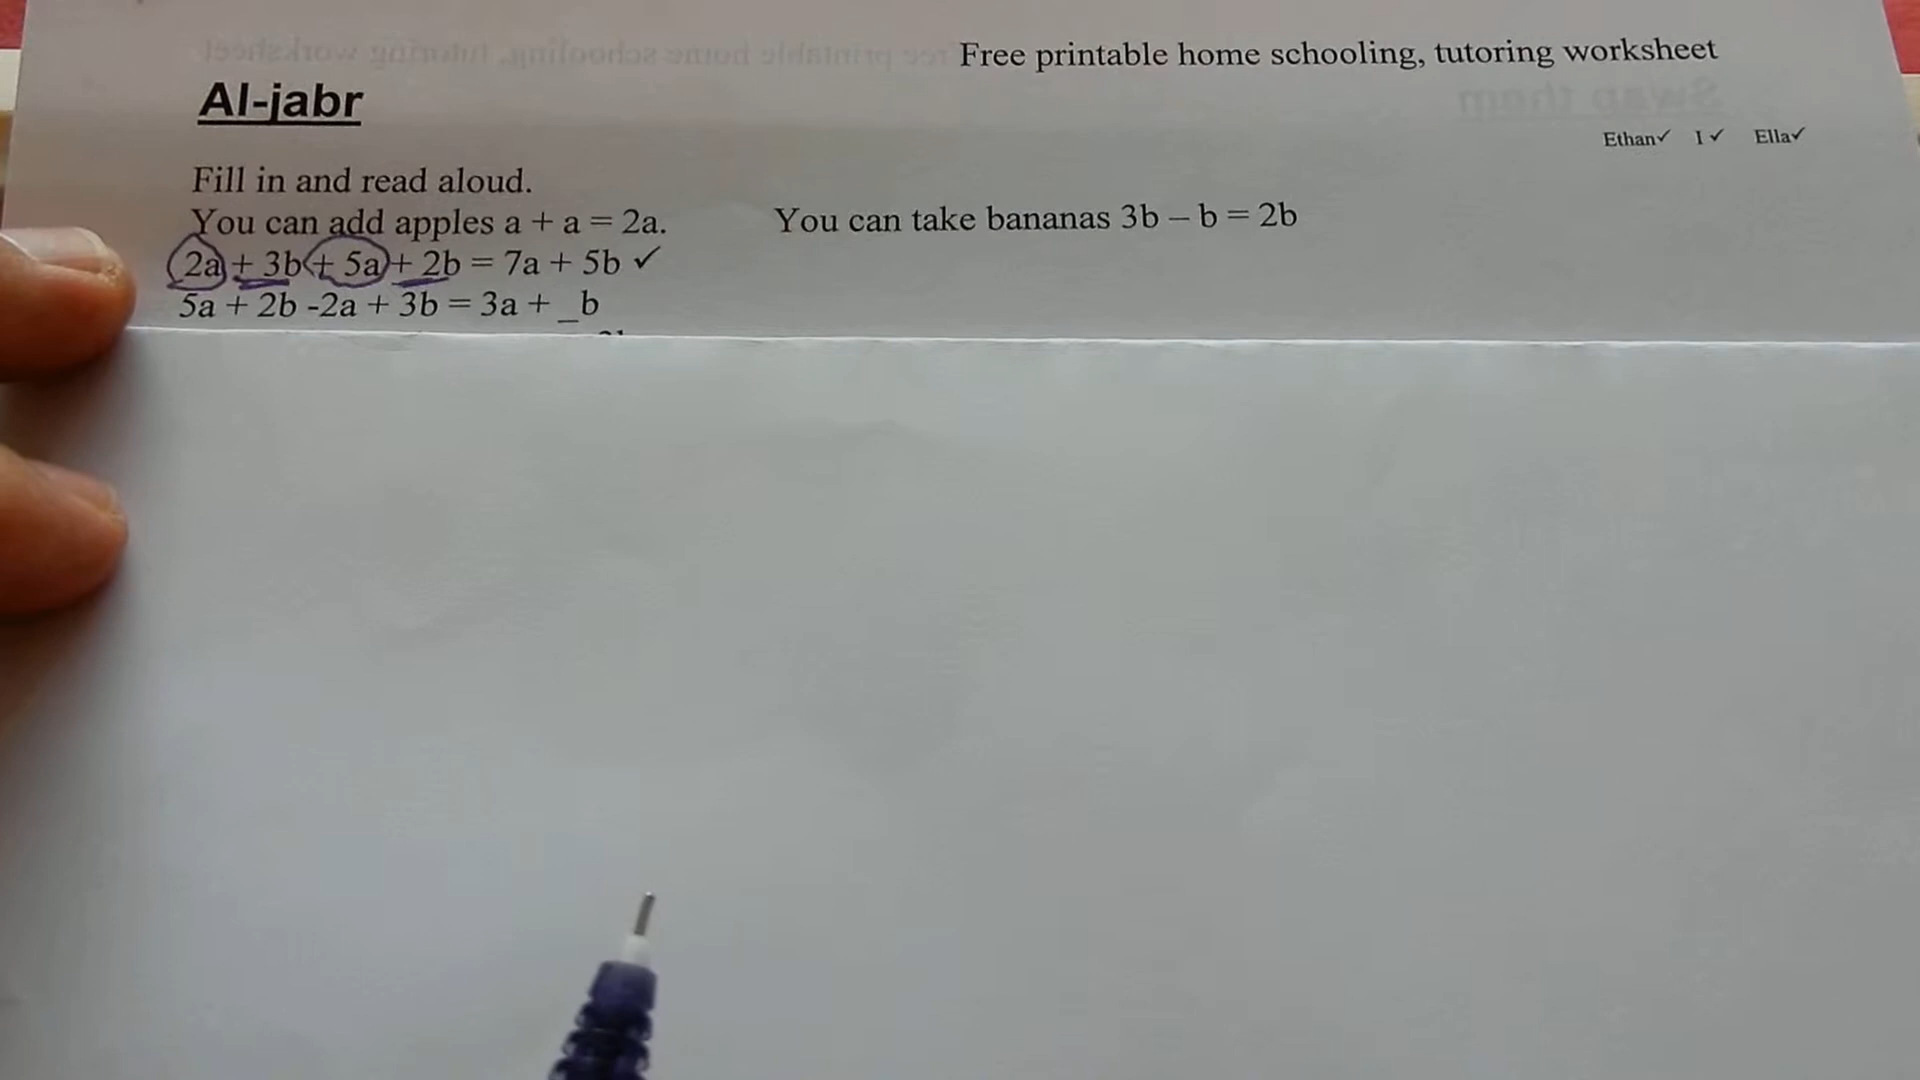 Free printable home schooling, tutoring worksheet
Al-jabr
Ethan✓ I ✓ Ella✓
Fill in and read aloud.
You can add apples a + a = 2a. You can take bananas 3b – b = 2b
2a + 3b + 5a + 2b = 7a + 5b ✓
5a + 2b -2a + 3b = 3a + _b